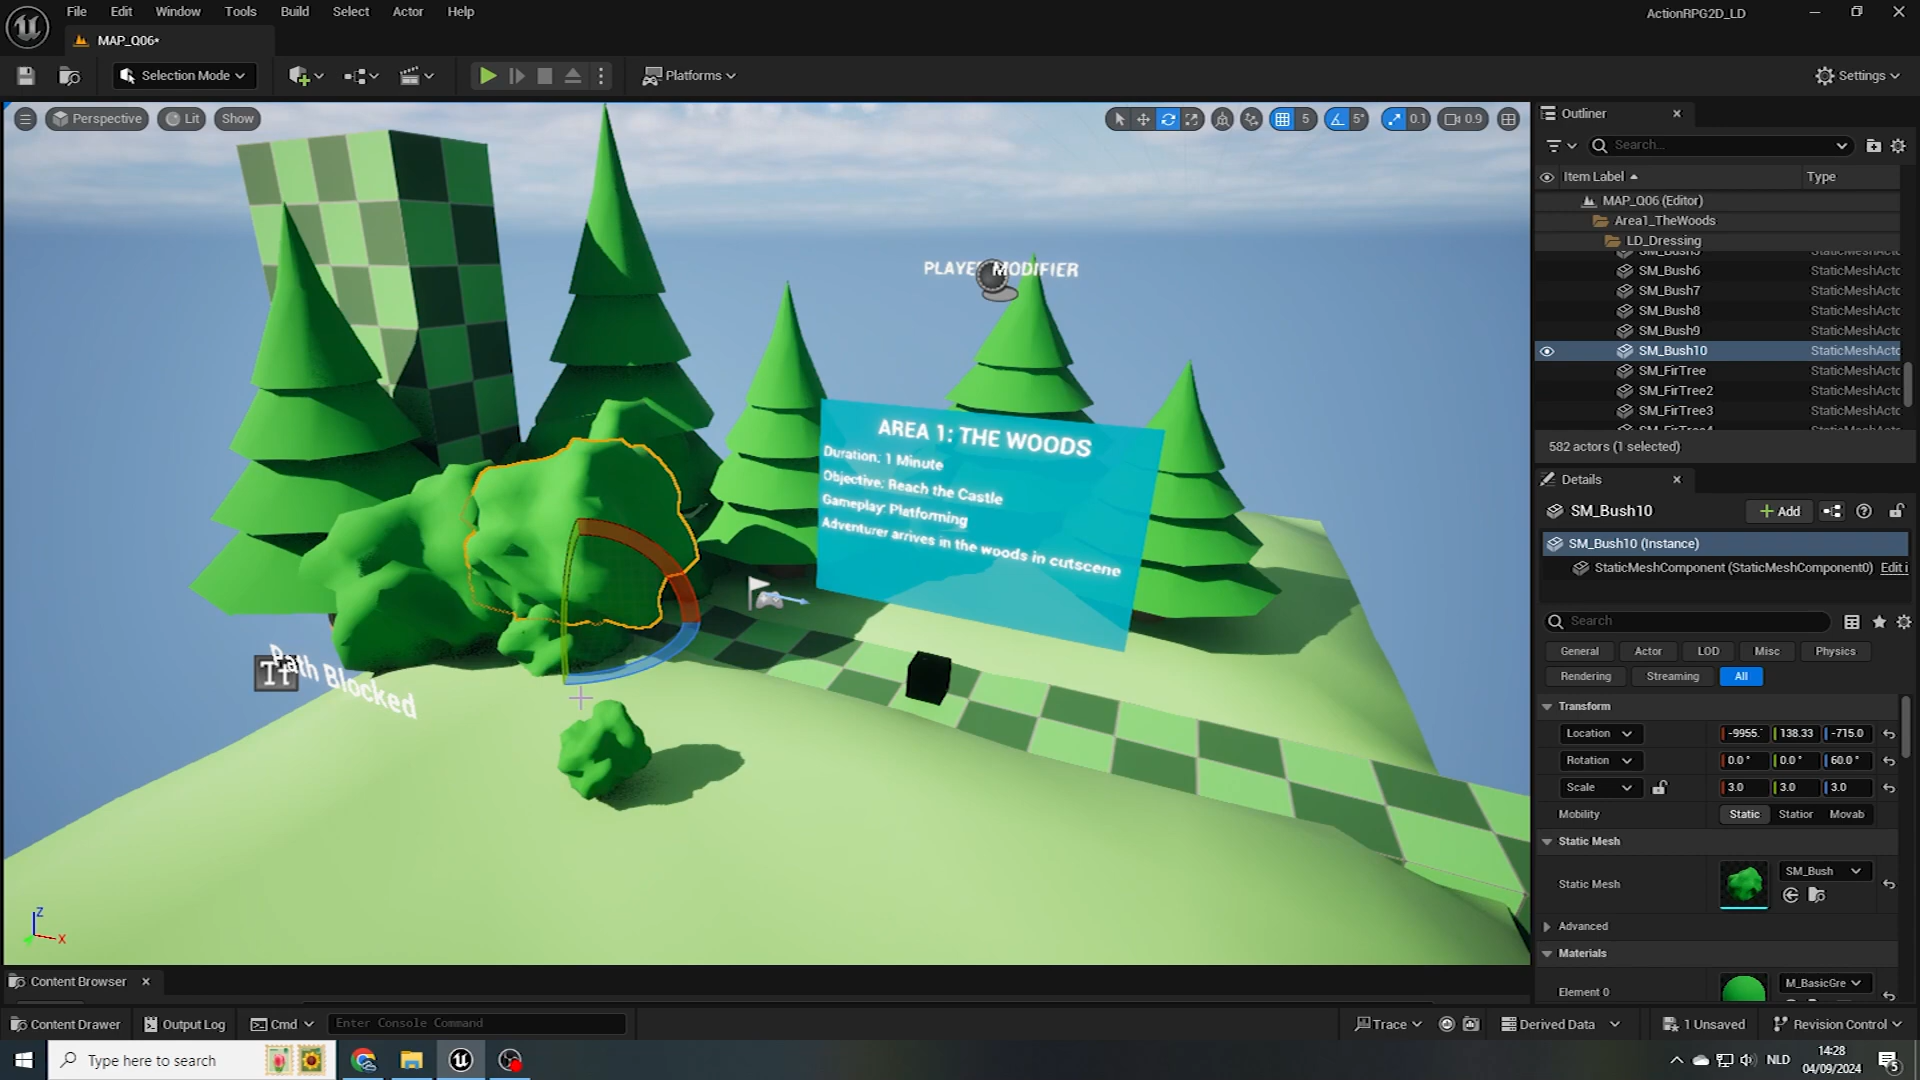 File Edit Window Tools Build Select Actor Help
ActionRPG2D_LD
MAP_Q06*
Selection Mode
Platforms
Settings
Perspective Lit Show
5 5° 0.1 0.9
PLAYER MODIFIER
AREA 1: THE WOODS
Duration: 1 Minute
Objective: Reach the Castle
Gameplay: Platforming
Adventurer arrives in the woods in cutscene
Path Blocked
TT
Z
X
Outliner
Search...
Item Label Type
MAP_Q06 (Editor)
Area1_TheWoods
LD_Dressing
SM_Bush6 StaticMeshActo
SM_Bush7 StaticMeshActo
SM_Bush8 StaticMeshActo
SM_Bush9 StaticMeshActo
SM_Bush10 StaticMeshActo
SM_FirTree StaticMeshActo
SM_FirTree2 StaticMeshActo
SM_FirTree3 StaticMeshActo
582 actors (1 selected)
Details
SM_Bush10
+ Add
SM_Bush10 (Instance)
StaticMeshComponent (StaticMeshComponent0) Edit i
Search
General Actor LOD Misc Physics
Rendering Streaming All
Transform
Location -9955. 138.33 -715.0
Rotation 0.0° 0.0° 60.0°
Scale 3.0 3.0 3.0
Mobility Static Statior Movab
Static Mesh
Static Mesh SM_Bush
Advanced
Materials
Element 0 M_BasicGre
Content Browser
Content Drawer Output Log Cmd Enter Console Command
Trace Derived Data 1 Unsaved Revision Control
Type here to search
NLD
14:28
04/09/2024
5